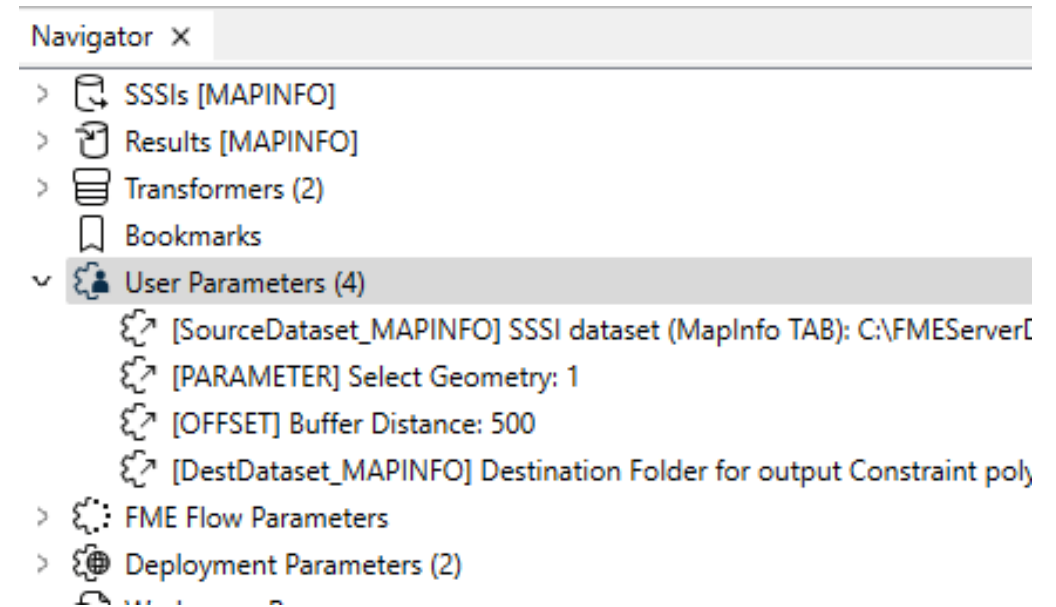 Navigator ×
SSSIs [MAPINFO]
Results [MAPINFO]
Transformers (2)
Bookmarks
User Parameters (4)
[SourceDataset_MAPINFO] SSSI dataset (MapInfo TAB): C:\FMEServer
[PARAMETER] Select Geometry: 1
[OFFSET] Buffer Distance: 500
[DestDataset_MAPINFO] Destination Folder for output Constraint poly
FME Flow Parameters
Deployment Parameters (2)